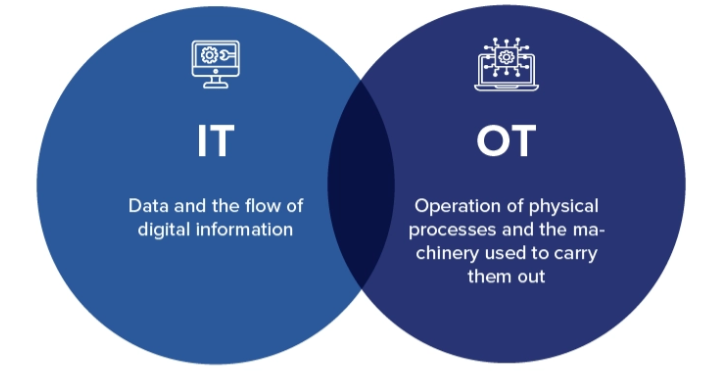 IT
Data and the flow of
digital information
OT
Operation of physical
processes and the ma-
chinery used to carry
them out